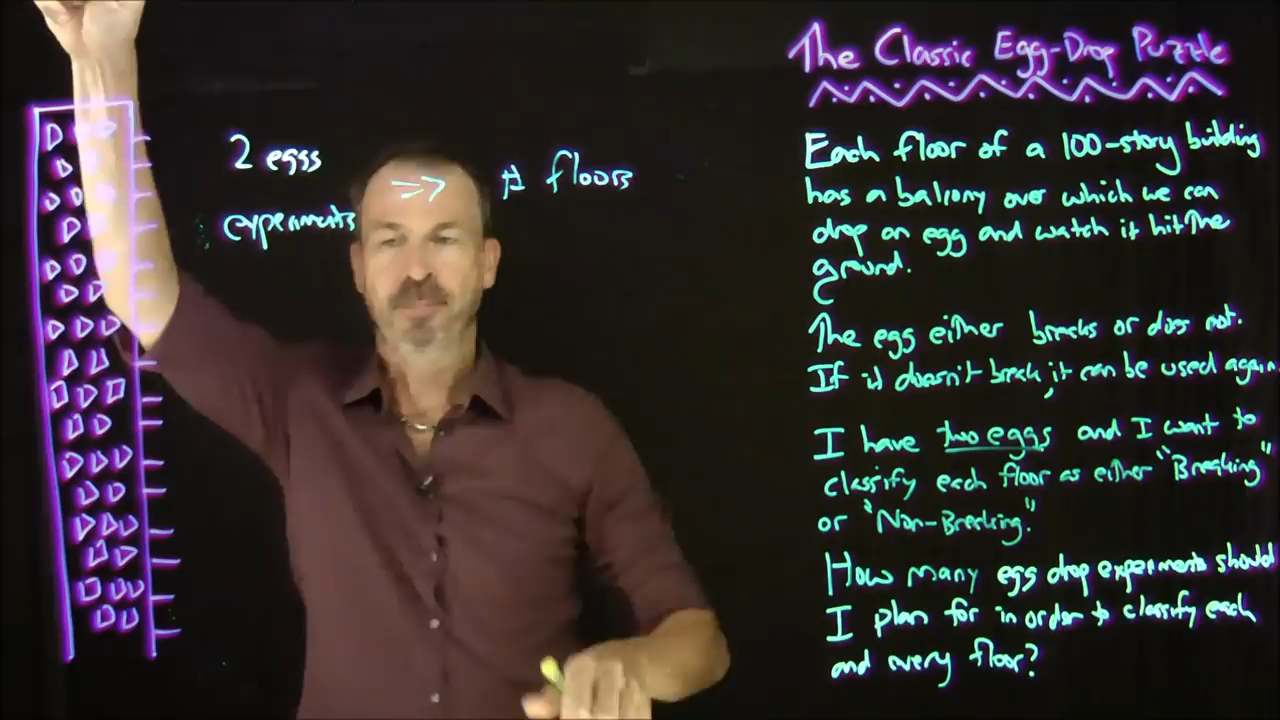 The Classic Egg-Drop Puzzle
2 eggs
experiments
=> # floors
Each floor of a 100-story building
has a balcony over which we can
drop an egg and watch it hit the
ground.
The egg either breaks or does not.
If it doesn't break, it can be used again.
I have two eggs and I want to
classify each floor as either "Breaking"
or "Non-Breaking."
How many egg drop experiments should
I plan for in order to classify each
and every floor?